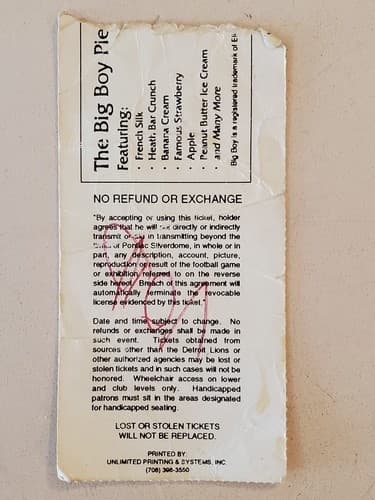 The Big Boy Pie
Featuring:
• French Silk
• Heath Bar Crunch
• Banana Cream
• Famous Strawberry
• Apple
• Peanut Butter Ice Cream
• and Many More
Big Boy is a registered trademark of
NO REFUND OR EXCHANGE
"By accepting or using this ticket, holder
agrees that he will directly or indirectly
transmit or in transmitting beyond the
of Pontiac Silverdome, in whole or in
part, any description, account, picture,
reproduction or result of the football game
or exhibition referred to on the reverse
side hereof. Breach of this agreement will
automatically terminate the revocable
license evidenced by this ticket."
Date and time subject to change. No
refunds or exchanges shall be made in
such event. Tickets obtained from
sources other than the Detroit Lions or
other authorized agencies may be lost or
stolen tickets and in such cases will not be
honored. Wheelchair access on lower
and club levels only. Handicapped
patrons must sit in the areas designated
for handicapped seating.
LOST OR STOLEN TICKETS
WILL NOT BE REPLACED.
PRINTED BY:
UNLIMITED PRINTING & SYSTEMS, INC.
(708) 396-3550